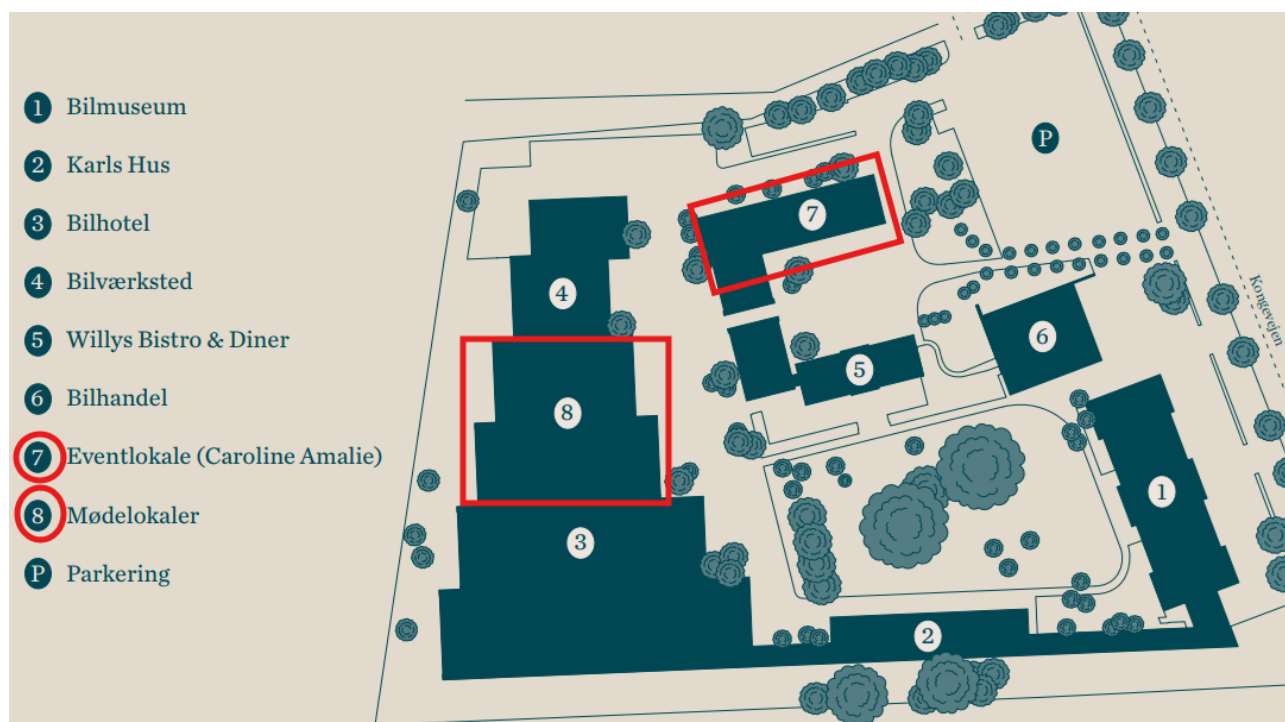 1 Bilmuseum
2 Karls Hus
3 Bilhotel
4 Bilværksted
5 Willys Bistro & Diner
6 Bilhandel
7 Eventlokale (Caroline Amalie)
8 Mødelokaler
P Parkering
P
7
4
6
5
8
1
3
2
Kongevejen